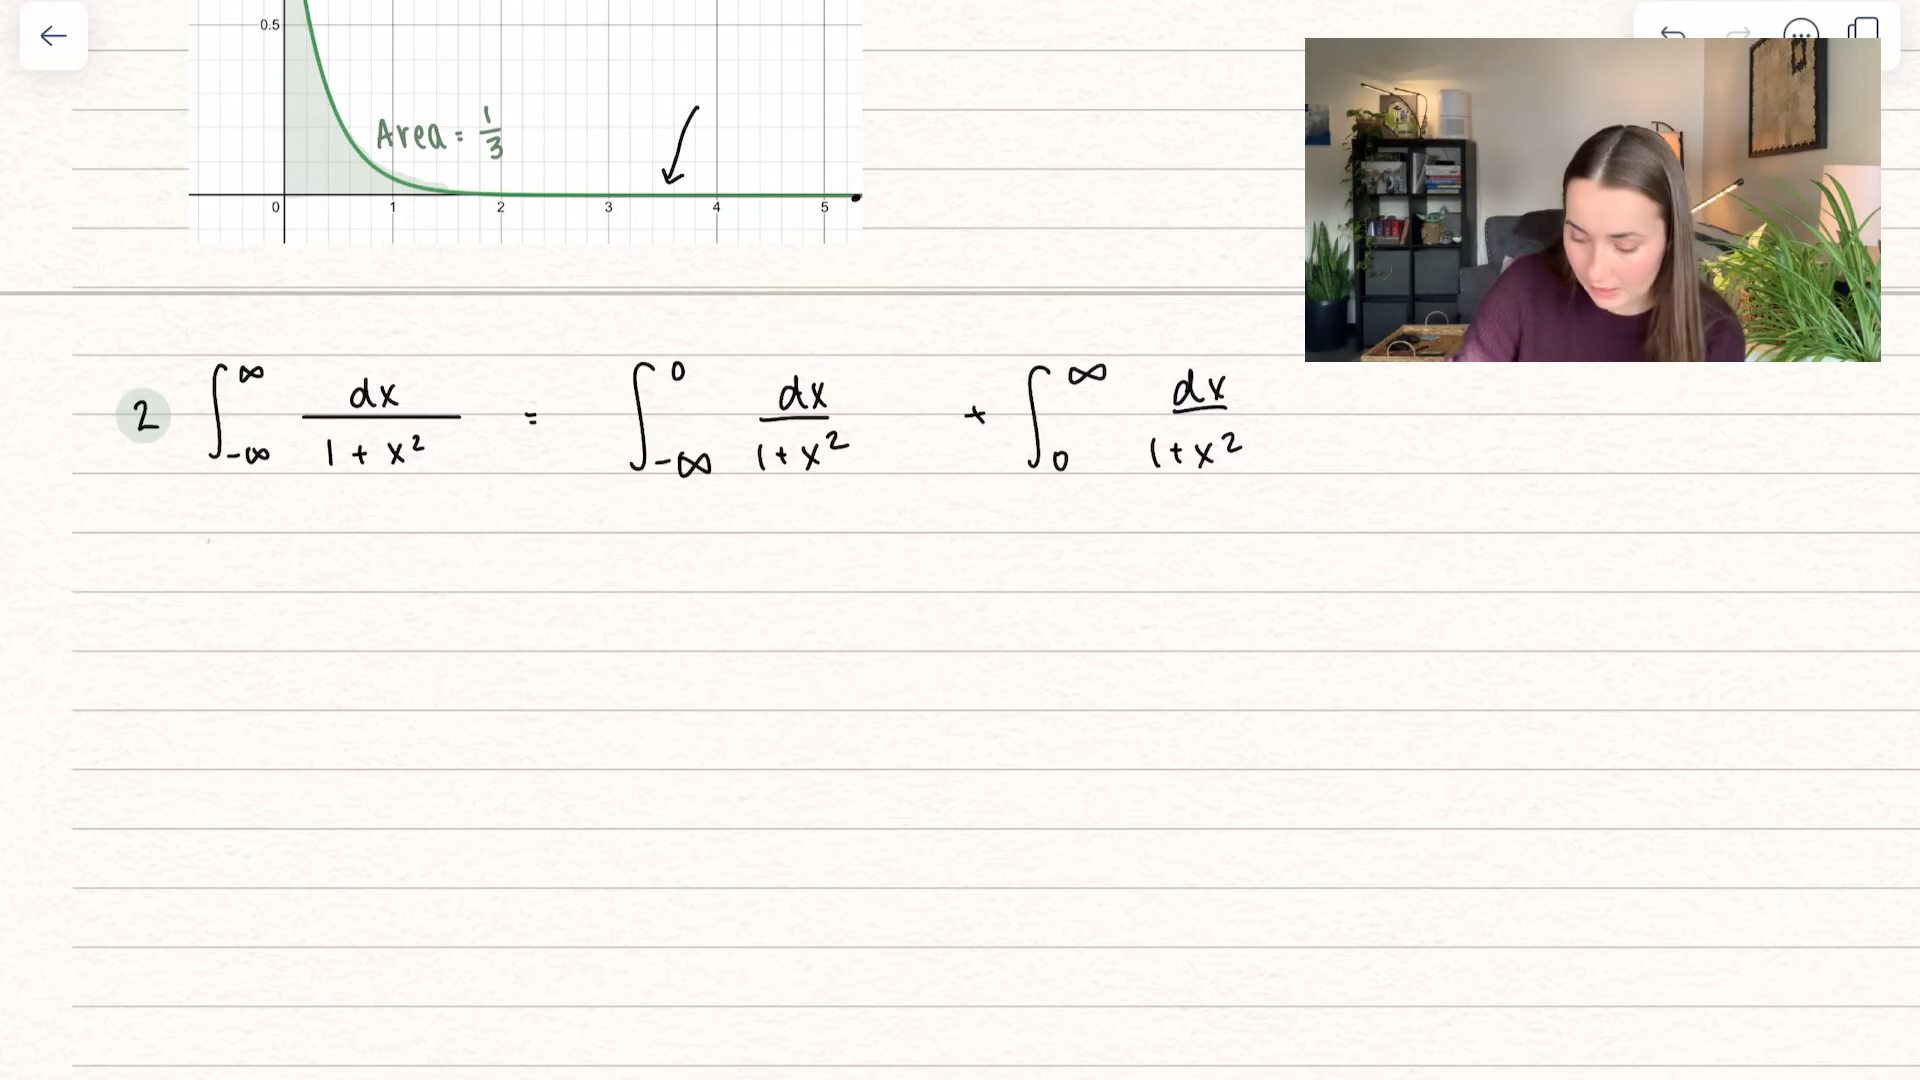 0.5
Area = 1/3
0 1 2 3 4 5
2 ∫_{-∞}^{∞} dx/(1 + x²) = ∫_{-∞}^{0} dx/(1 + x²) + ∫_{0}^{∞} dx/(1 + x²)